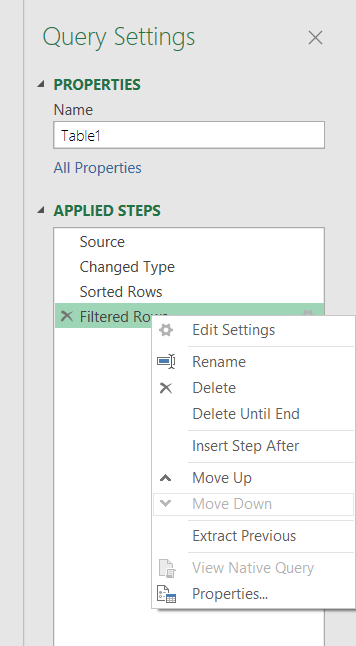 Query Settings
PROPERTIES
Name
Table1
All Properties
APPLIED STEPS
Source
Changed Type
Sorted Rows
Filtered Rows
Edit Settings
Rename
Delete
Delete Until End
Insert Step After
Move Up
Move Down
Extract Previous
View Native Query
Properties...